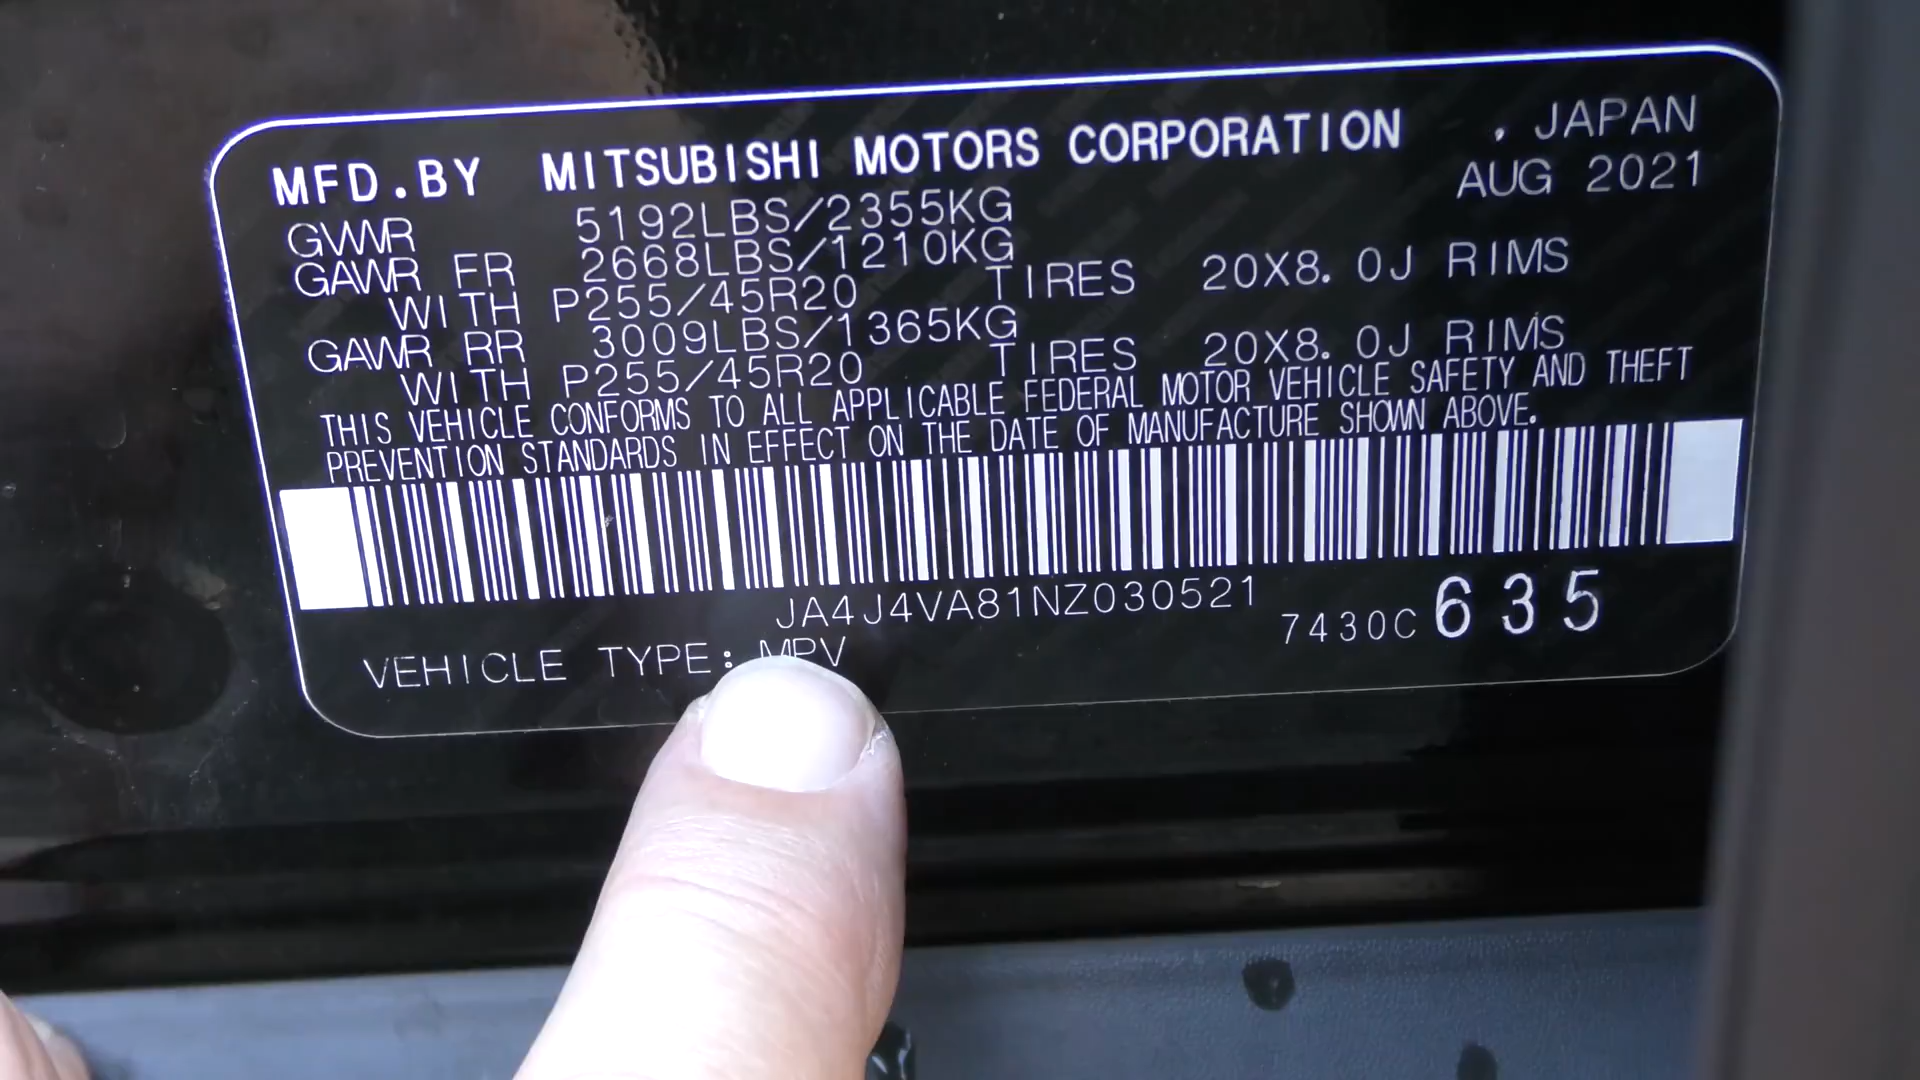 MFD.BY MITSUBISHI MOTORS CORPORATION , JAPAN
AUG 2021
GVWR 5192LBS/2355KG
GAWR FR 2668LBS/1210KG
WITH P255/45R20 TIRES 20X8.0J RIMS
GAWR RR 3009LBS/1365KG
WITH P255/45R20 TIRES 20X8.0J RIMS
THIS VEHICLE CONFORMS TO ALL APPLICABLE FEDERAL MOTOR VEHICLE SAFETY AND THEFT
PREVENTION STANDARDS IN EFFECT ON THE DATE OF MANUFACTURE SHOWN ABOVE.
JA4J4VA81NZ030521 7430C 635
VEHICLE TYPE: MPV